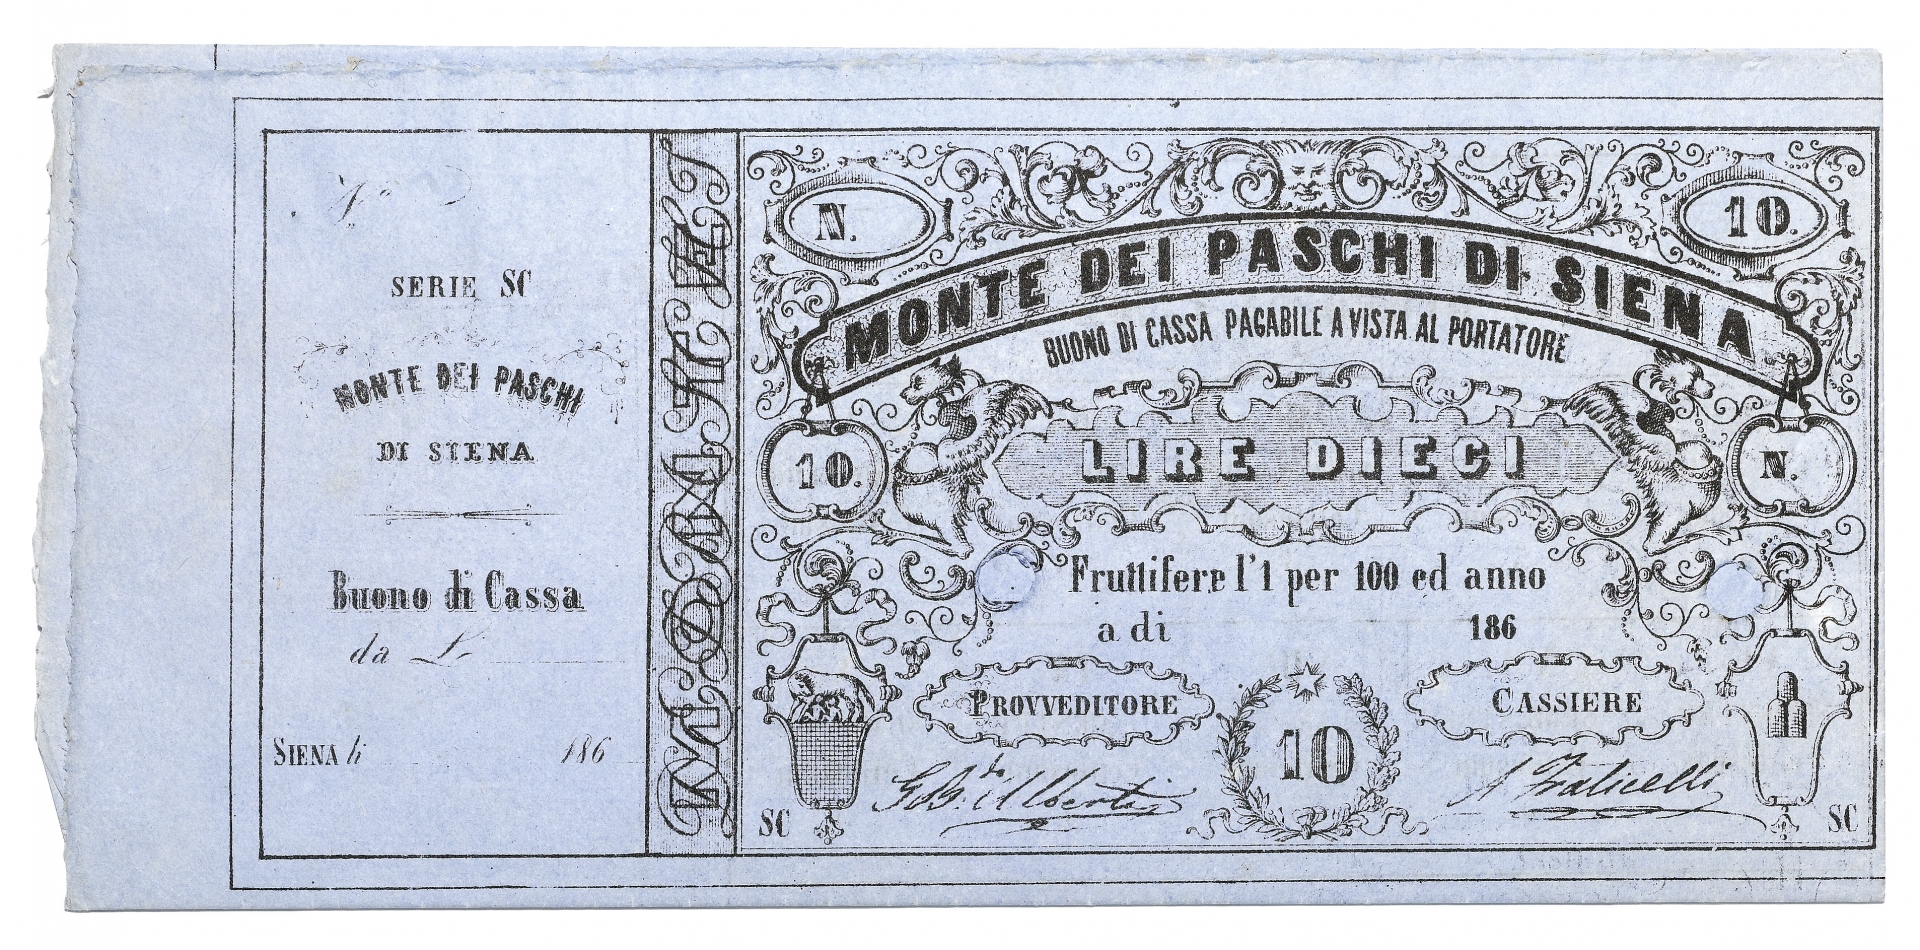 N°
SERIE SC
MONTE DEI PASCHI
DI SIENA
Buono di Cassa
da L.
SIENA li 186
N.
10.
MONTE DEI PASCHI DI SIENA
BUONO DI CASSA PAGABILE A VISTA AL PORTATORE
10.
LIRE DIECI
N.
Fruttifere l'1 per 100 ed anno
a di 186
PROVVEDITORE
CASSIERE
10
SC
SC